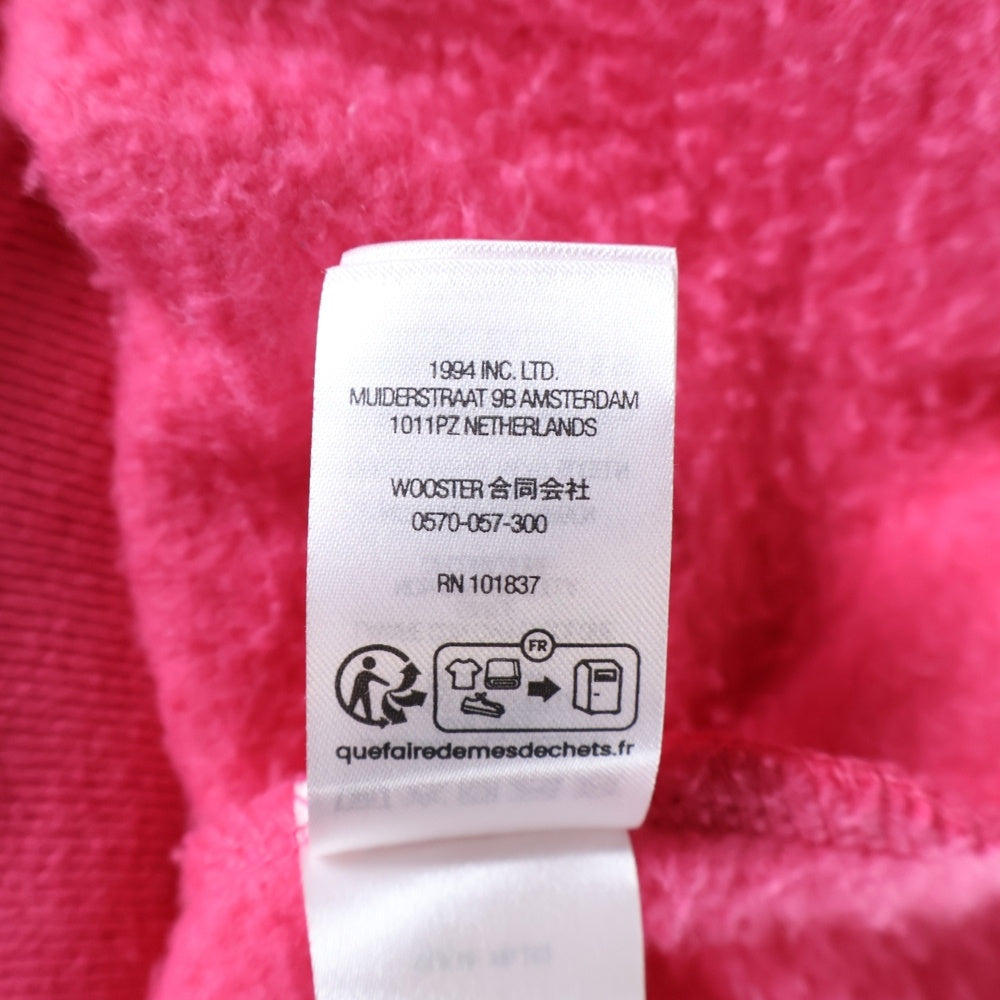 1994 INC. LTD.
MUIDERSTRAAT 9B AMSTERDAM
1011PZ NETHERLANDS
WOOSTER 合同会社
0570-057-300
RN 101837
FR
quefairedemesdechets.fr